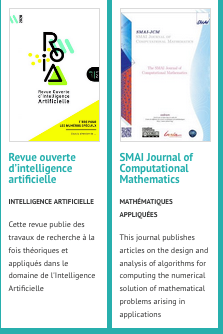 ROIA
Revue Ouverte
d'Intelligence
Artificielle
Revue ouverte
d'intelligence
artificielle
INTELLIGENCE ARTIFICIELLE
Cette revue publie des
travaux de recherche à la
fois théoriques et
appliqués dans le
domaine de l'Intelligence
Artificielle
SMAI-JCM
SMAI Journal of
Computational Mathematics
SMAI Journal of
Computational
Mathematics
MATHÉMATIQUES
APPLIQUÉES
This journal publishes
articles on the design and
analysis of algorithms for
computing the numerical
solution of mathematical
problems arising in
applications